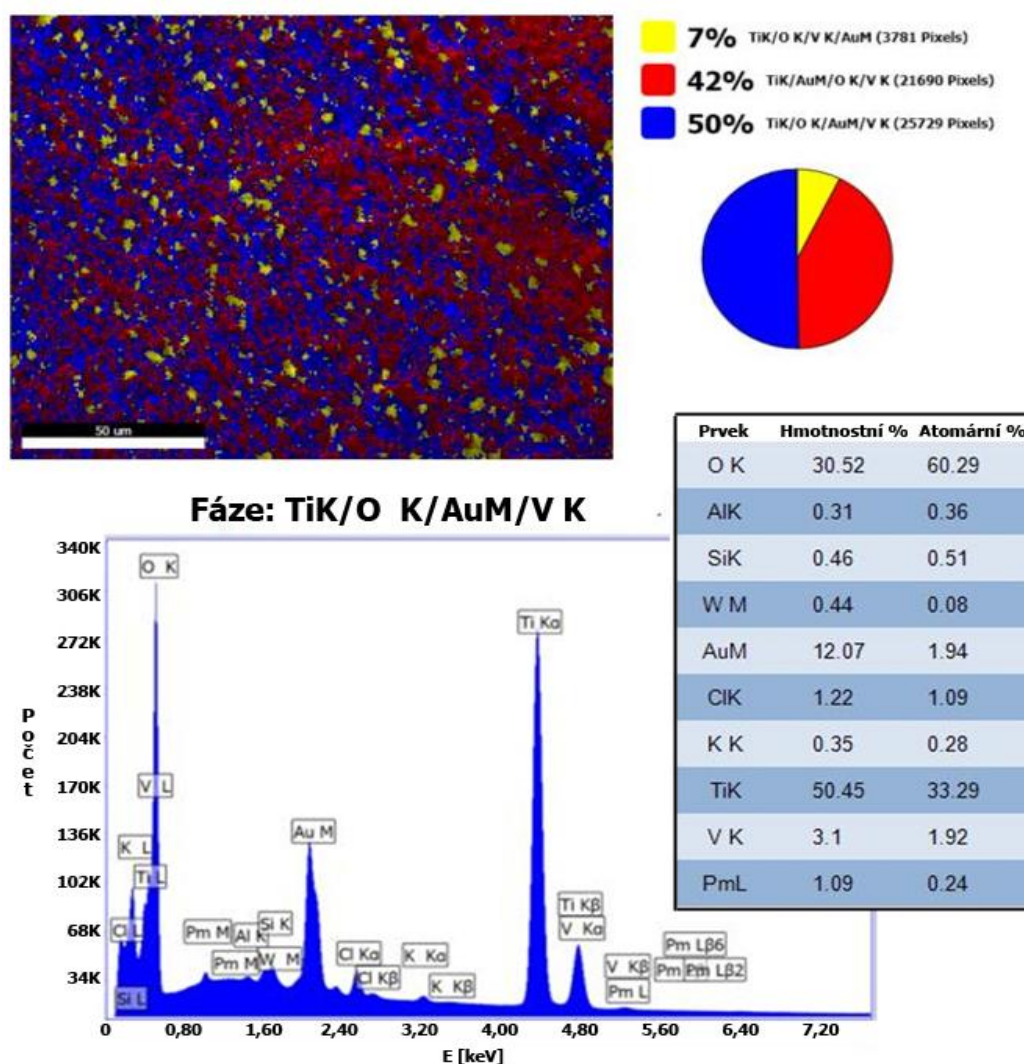 7% TiK/O K/V K/AuM (3781 Pixels)
42% TiK/AuM/O K/V K (21690 Pixels)
50% TiK/O K/AuM/V K (25729 Pixels)
50 um
Prvek Hmotnostní % Atomární %
O K 30.52 60.29
AlK 0.31 0.36
SiK 0.46 0.51
W M 0.44 0.08
AuM 12.07 1.94
ClK 1.22 1.09
K K 0.35 0.28
TiK 50.45 33.29
V K 3.1 1.92
PmL 1.09 0.24
Fáze: TiK/O K/AuM/V K
Počet
340K
306K
272K
238K
204K
170K
136K
102K
68K
34K
O K
V L
K L
Ti L
Cl L
Si L
Pm M
Pm M
Al K
Si K
W M
Au M
Cl Kα
Cl Kβ
K Kα
K Kβ
Ti Kα
Ti Kβ
V Kα
V Kβ
Pm L
Pm Lβ6
Pm Pm Lβ2
0 0,80 1,60 2,40 3,20 4,00 4,80 5,60 6,40 7,20
E [keV]